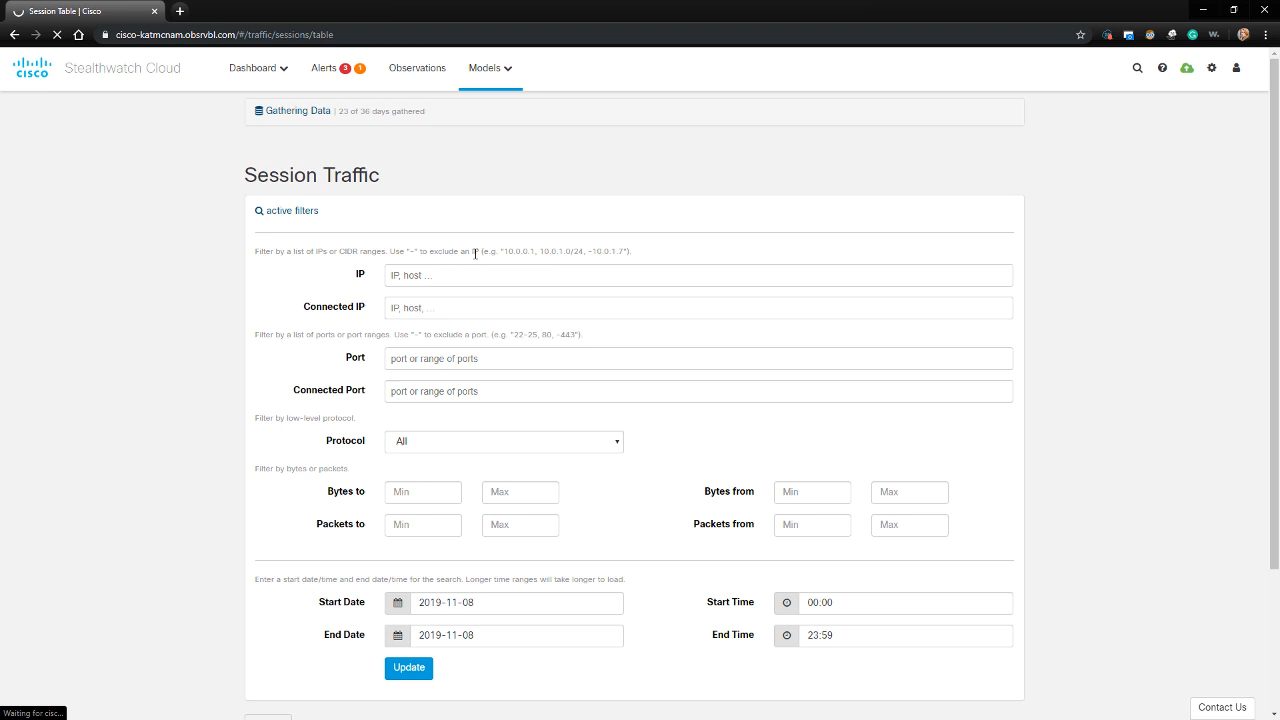 Session Table | Cisco
cisco-katmcnam.obsrvbl.com/#/traffic/sessions/table
cisco
Stealthwatch Cloud
Dashboard
Alerts 3 1
Observations
Models
Gathering Data | 23 of 36 days gathered
Session Traffic
active filters
Filter by a list of IPs or CIDR ranges. Use "-" to exclude an IP (e.g. "10.0.0.1, 10.0.1.0/24, -10.0.1.7").
IP IP, host ...
Connected IP IP, host, ...
Filter by a list of ports or port ranges. Use "-" to exclude a port. (e.g. "22-25, 80, -443").
Port port or range of ports
Connected Port port or range of ports
Filter by low-level protocol.
Protocol All
Filter by bytes or packets.
Bytes to Min Max Bytes from Min Max
Packets to Min Max Packets from Min Max
Enter a start date/time and end date/time for the search. Longer time ranges will take longer to load.
Start Date 2019-11-08 Start Time 00:00
End Date 2019-11-08 End Time 23:59
Update
Contact Us
Waiting for cisc...